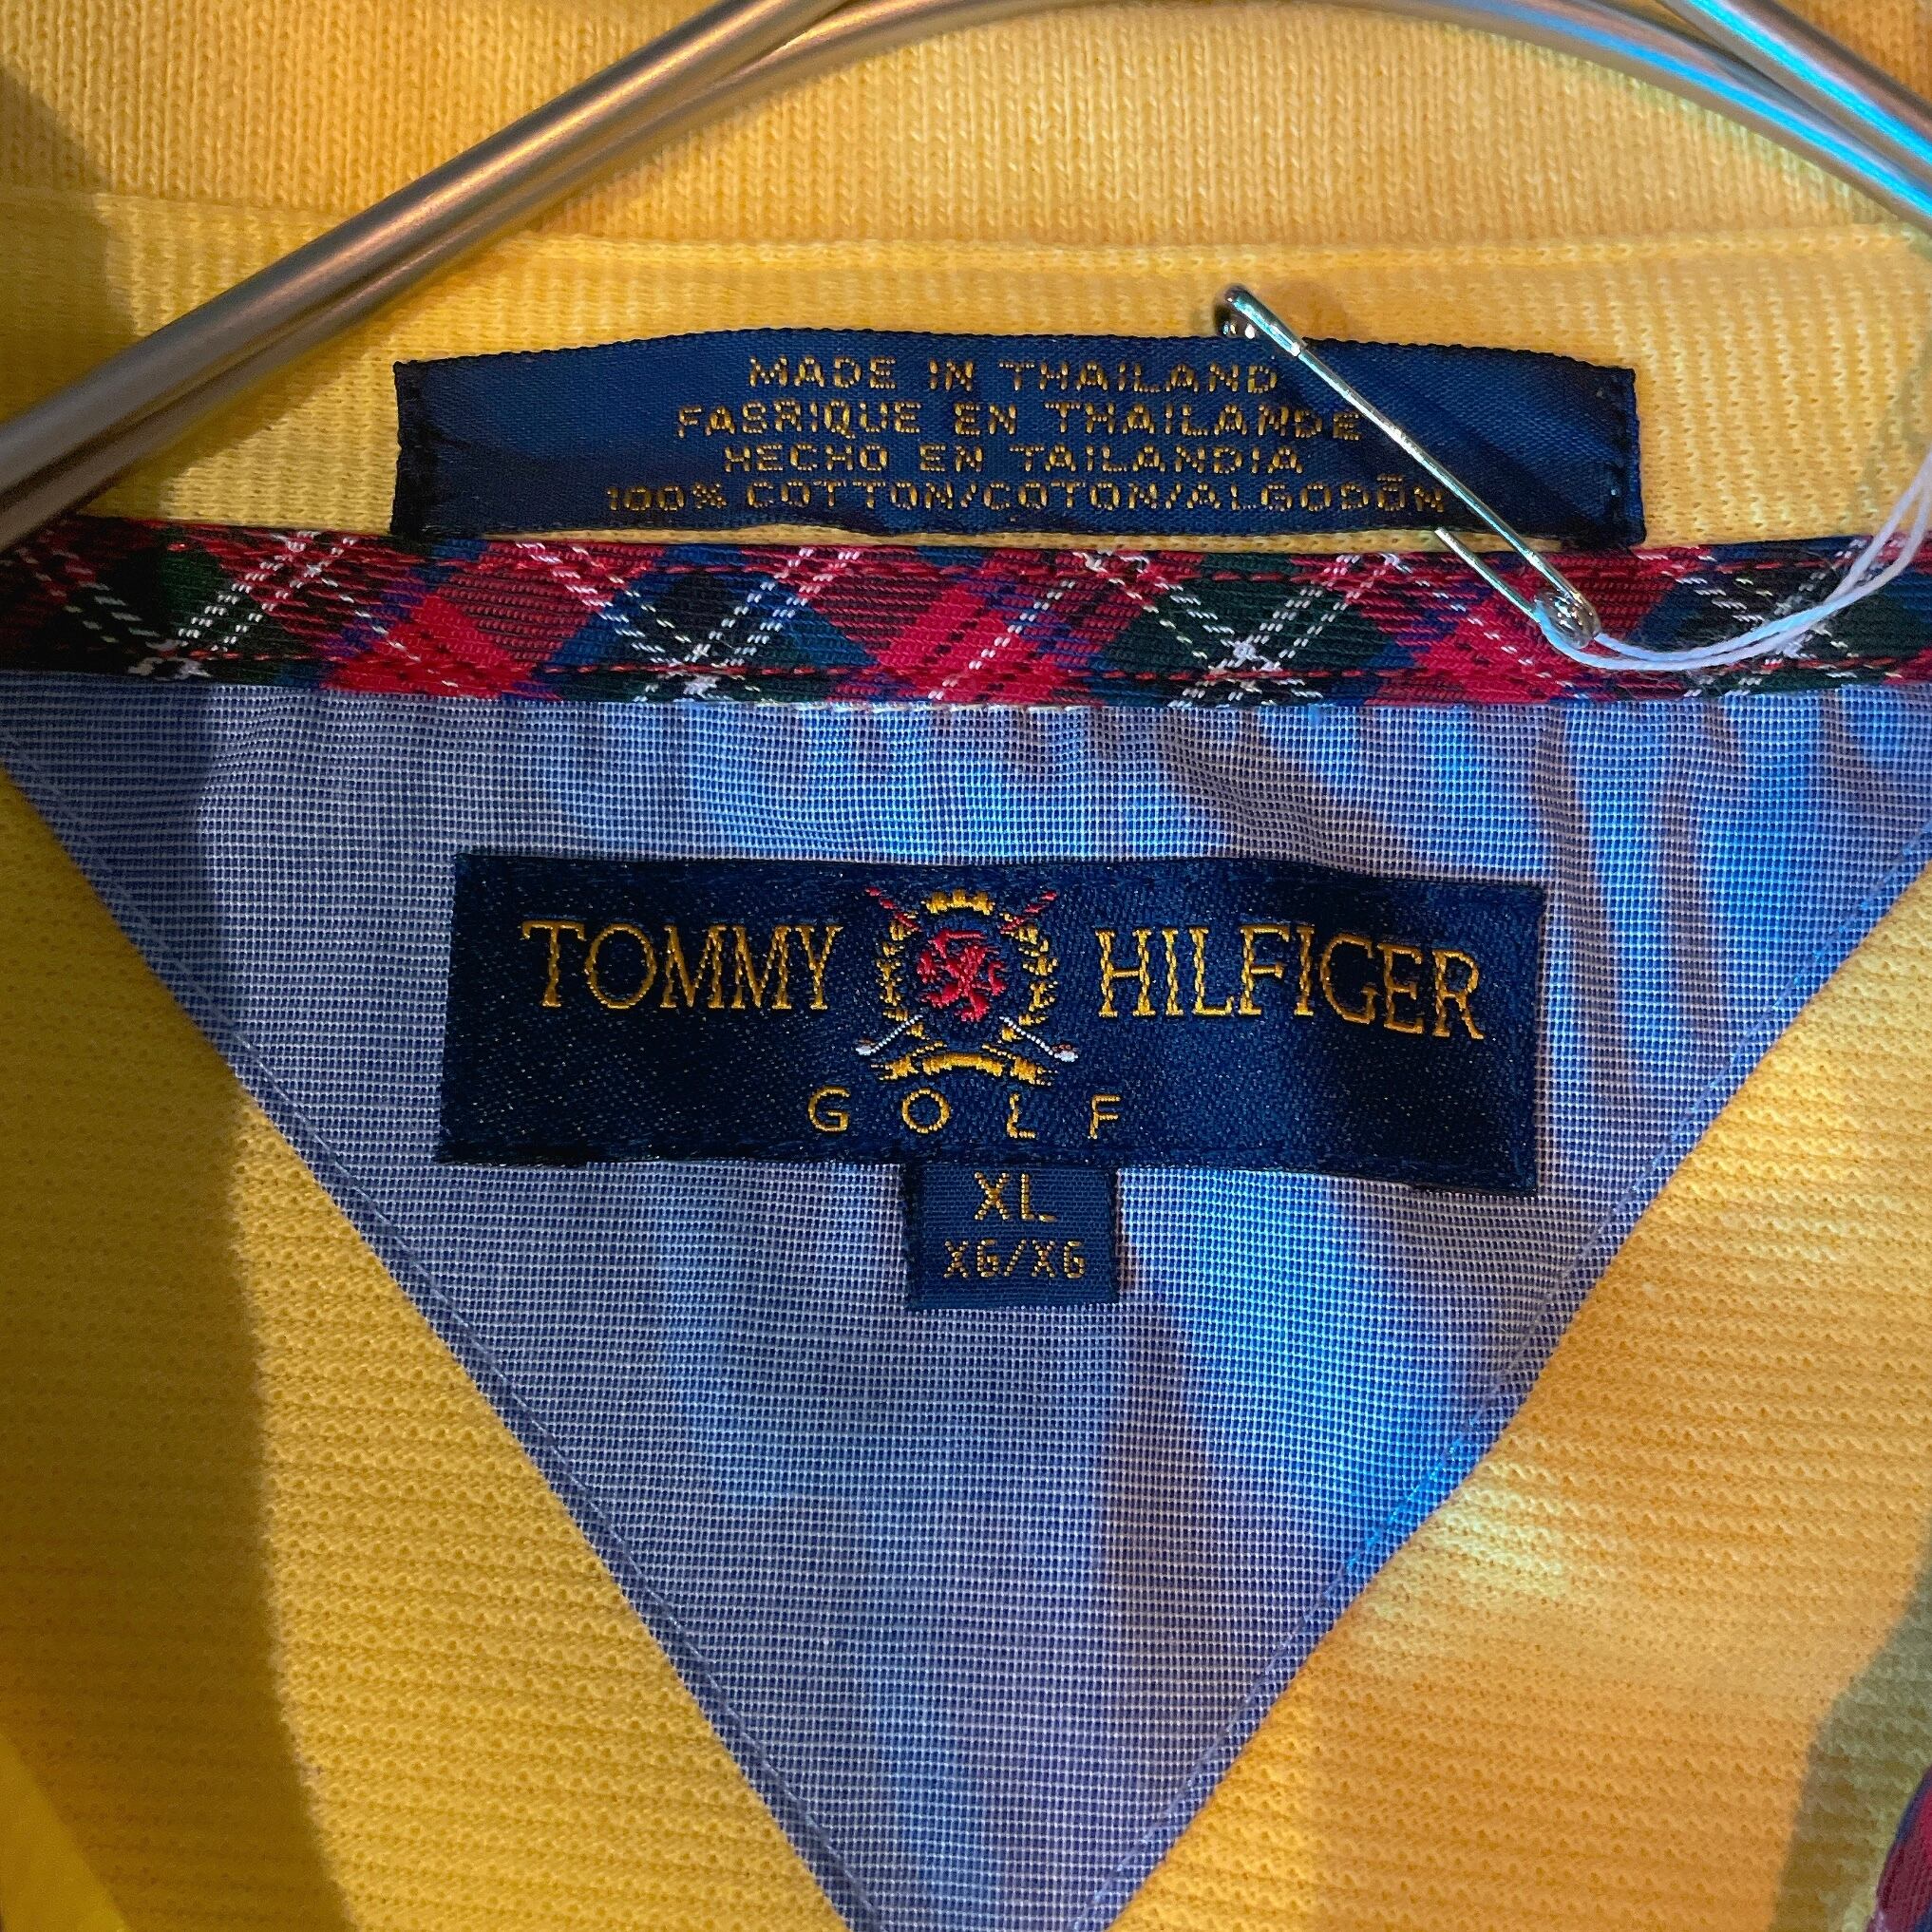 MADE IN THAILAND
FABRIQUE EN THAILANDE
HECHO EN TAILANDIA
100% COTTON/COTON/ALGODÓN
TOMMY HILFIGER
GOLF
XL
XG/XG